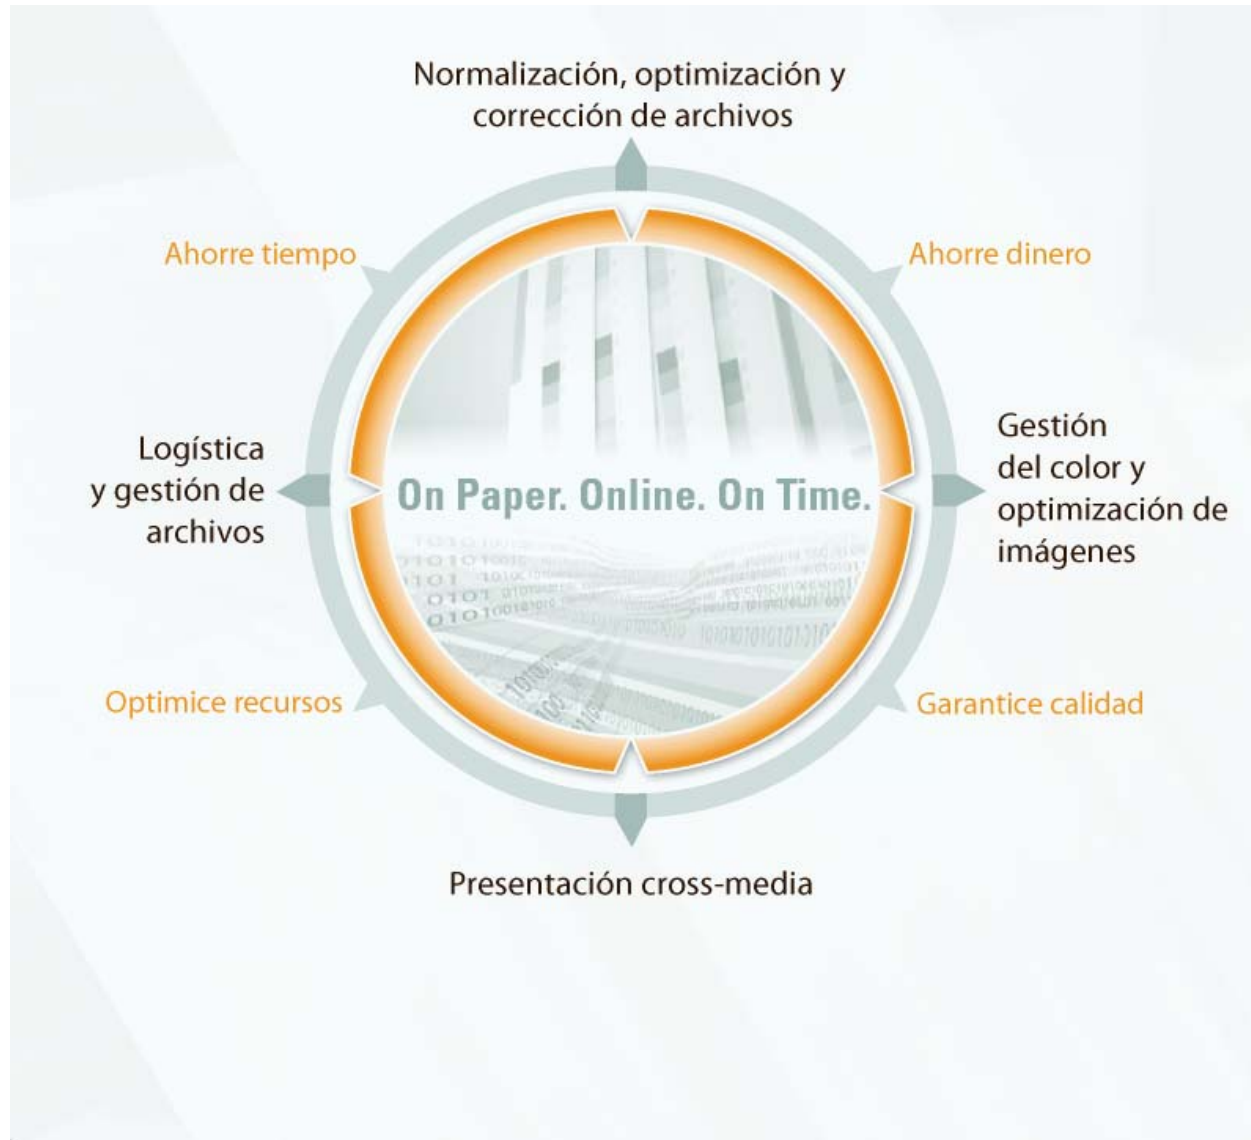 Normalización, optimización y
corrección de archivos
Ahorre tiempo
Ahorre dinero
Logística
y gestión de
archivos
On Paper. Online. On Time.
Gestión
del color y
optimización de
imágenes
Optimice recursos
Garantice calidad
Presentación cross-media